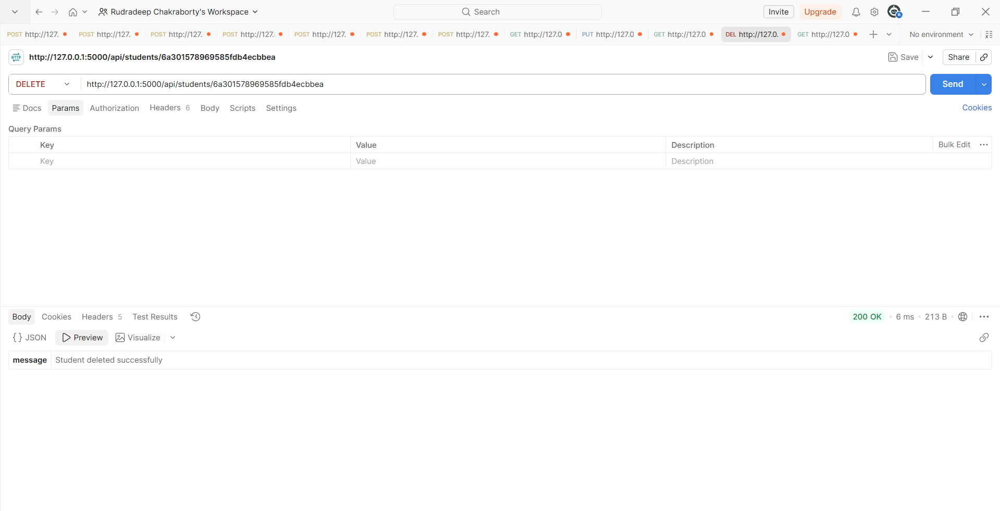 Rudradeep Chakraborty's Workspace
Search
Invite
Upgrade
R
POST http://127.
POST http://127.
POST http://127.
POST http://127.
POST http://127.
POST http://127.
POST http://127.
GET http://127.0
PUT http://127.0
GET http://127.0
DEL http://127.0.
GET http://127.0
No environment
HTTP http://127.0.0.1:5000/api/students/6a301578969585fdb4ecbbea
Save
Share
DELETE http://127.0.0.1:5000/api/students/6a301578969585fdb4ecbbea
Send
Docs Params Authorization Headers 6 Body Scripts Settings
Cookies
Query Params
Key Value Description Bulk Edit
Key Value Description
Body Cookies Headers 5 Test Results
200 OK 6 ms 213 B
{} JSON Preview Visualize
message Student deleted successfully